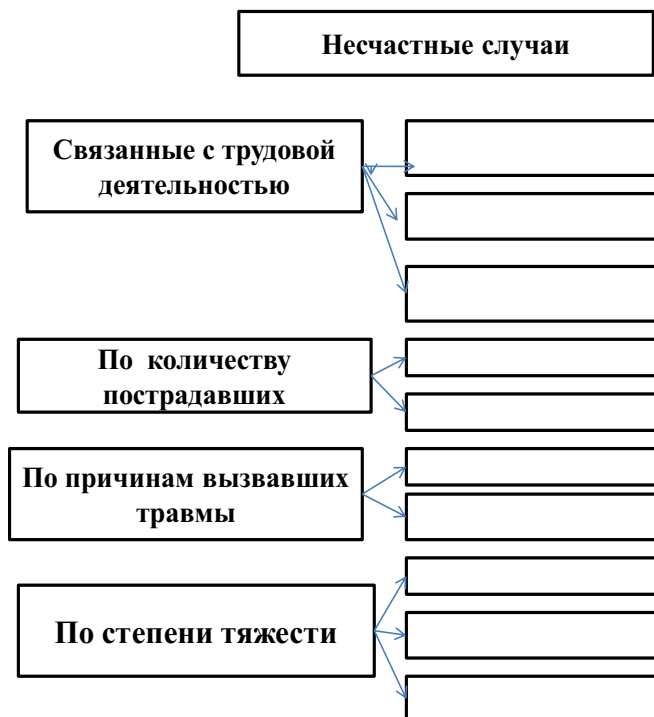 Несчастные случаи
Связанные с трудовой
деятельностью
По количеству
пострадавших
По причинам вызвавших
травмы
По степени тяжести